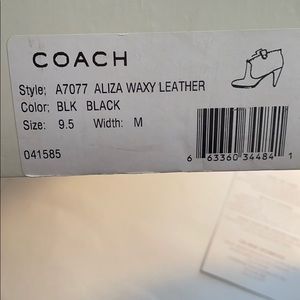 COACH
Style; A7077 ALIZA WAXY LEATHER
Color; BLK BLACK
Size: 9.5 Width: M
041585
6 63360 34484 1